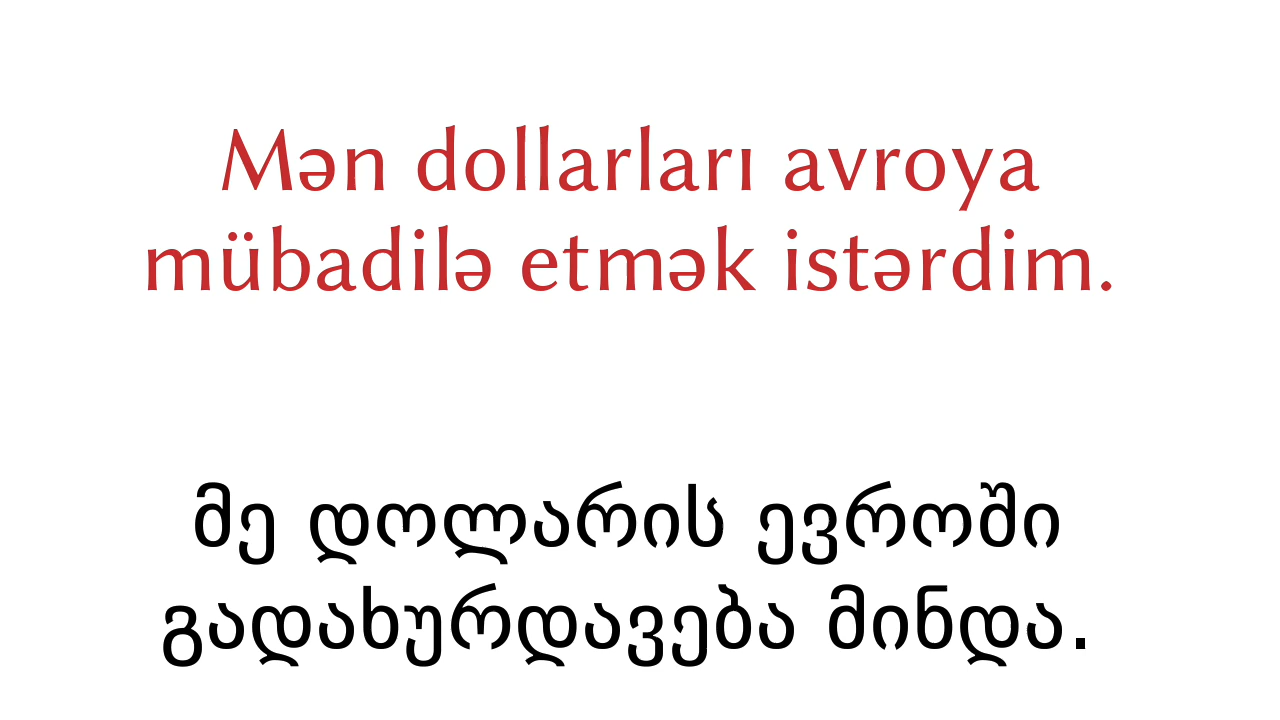 Mən dollarları avroya
mübadilə etmək istərdim.
მე დოლარის ევროში
გადახურდავება მინდა.